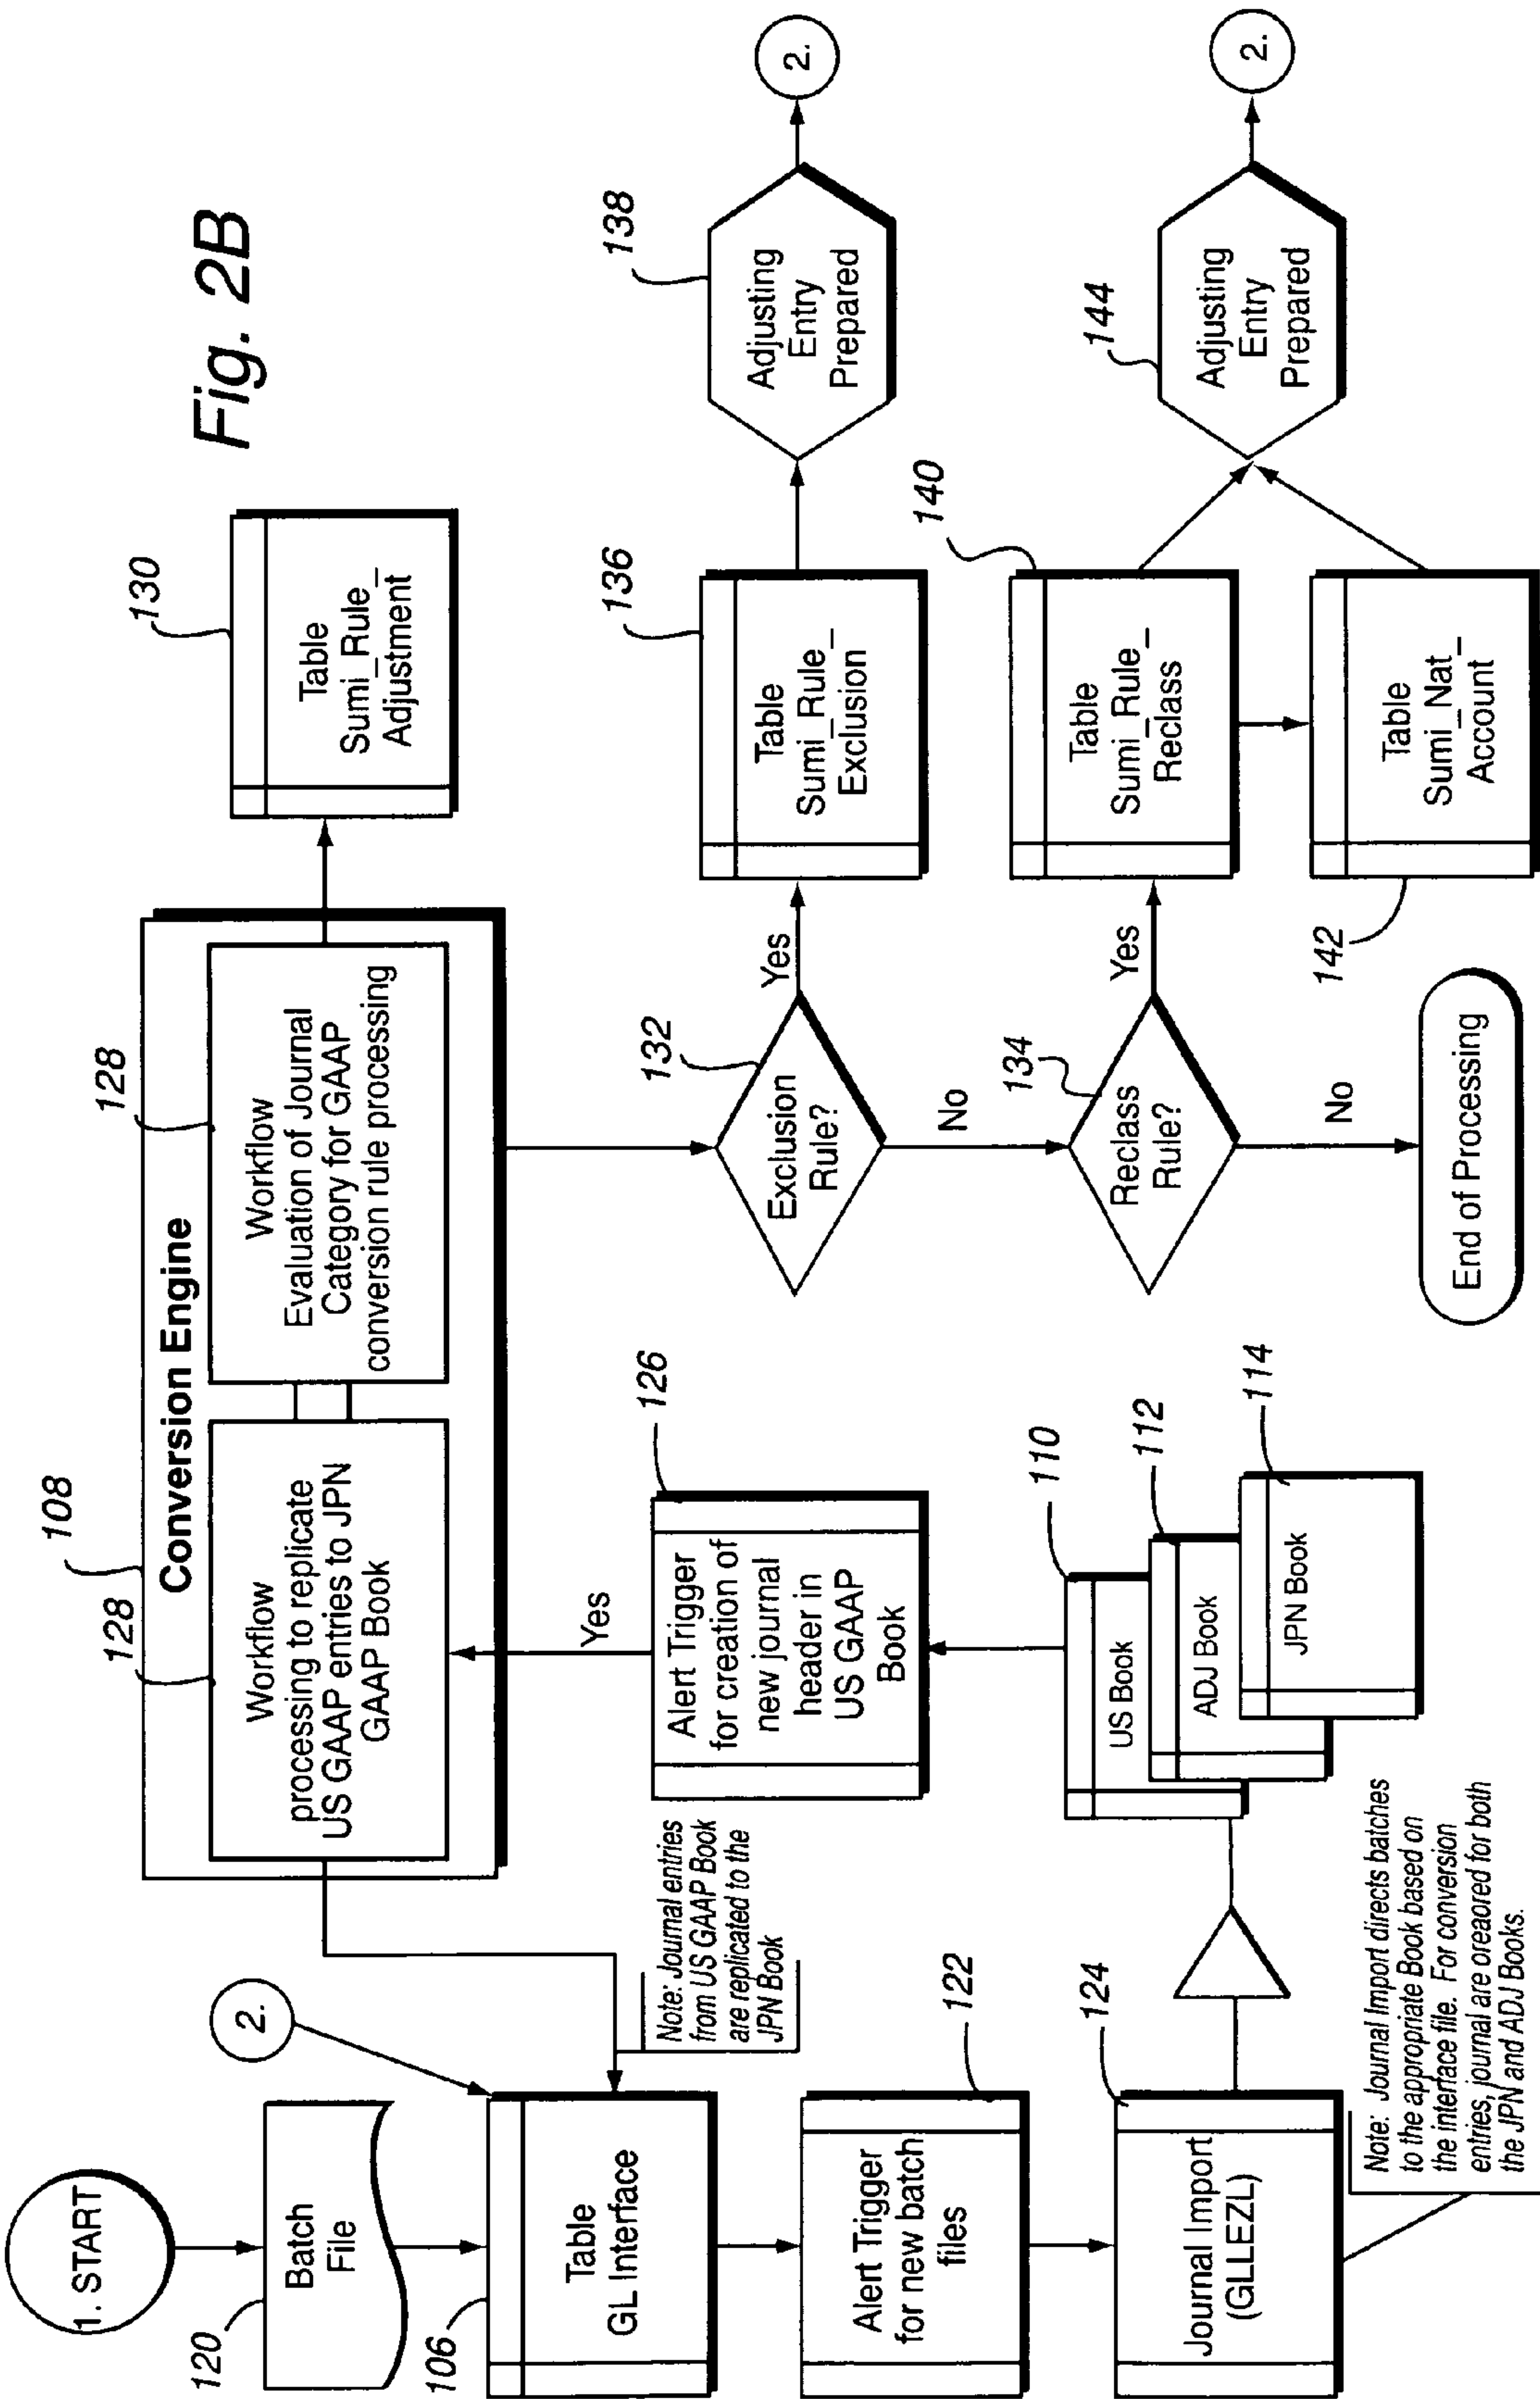 Fig. 2B
1. START
120
Batch
File
2.
106
Table
GL Interface
Note: Journal entries
from US GAAP Book
are replicated to the
JPN Book
122
Alert Trigger
for new batch
files
124
Journal Import
(GLLEZL)
Note: Journal Import directs batches
to the appropriate Book based on
the interface file. For conversion
entries, journal are oreaored for both
the JPN and ADJ Books.
108
Conversion Engine
128
Workflow
processing to replicate
US GAAP entries to JPN
GAAP Book
128
Workflow
Evaluation of Journal
Category for GAAP
conversion rule processing
Yes
126
Alert Trigger
for creation of
new journal
header in
US GAAP
Book
110
US Book
112
ADJ Book
114
JPN Book
130
Table
Sumi_Rule_
Adjustment
132
Exclusion
Rule?
Yes
No
136
Table
Sumi_Rule_
Exclusion
138
Adjusting
Entry
Prepared
2.
134
Reclass
Rule?
Yes
No
140
Table
Sumi_Rule_
Reclass
142
Table
Sumi_Nat_
Account
144
Adjusting
Entry
Prepared
2.
End of Processing